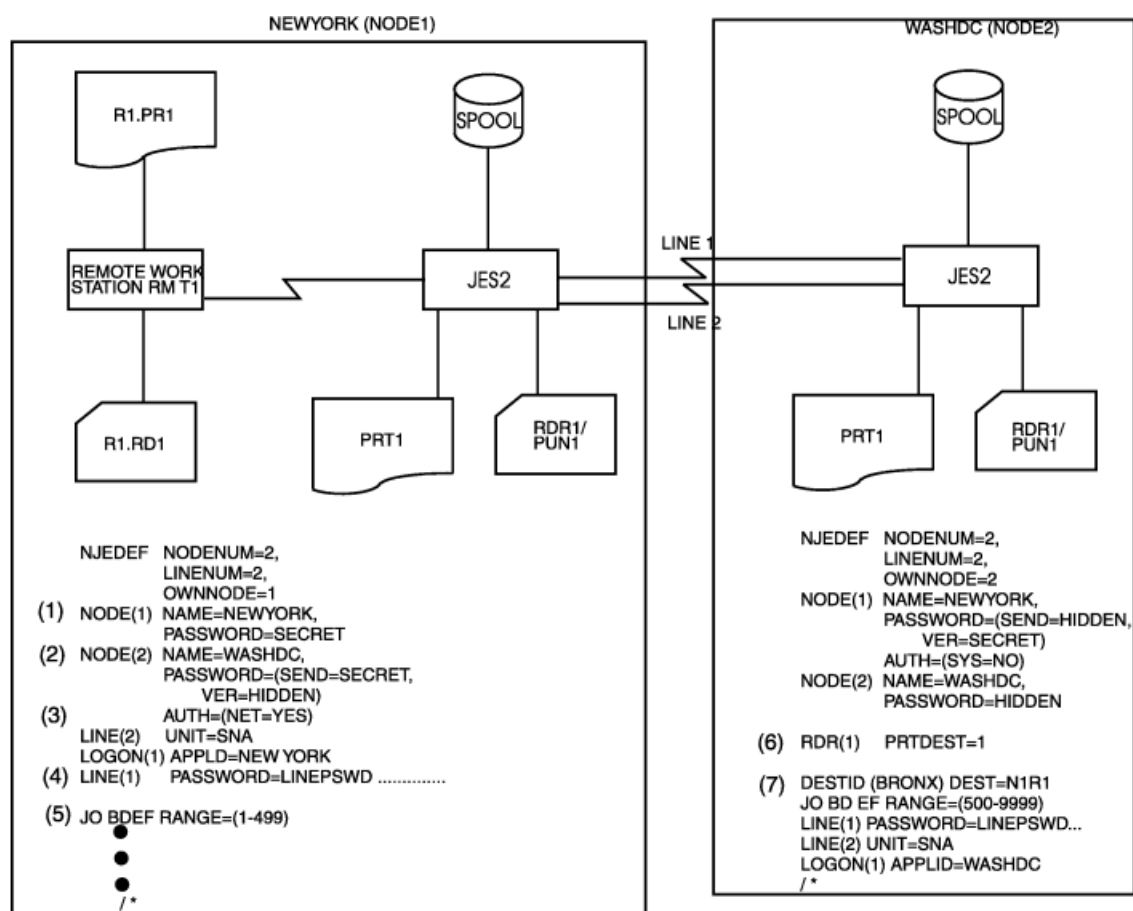 NEWYORK (NODE1)
R1.PR1
SPOOL
REMOTE WORK
STATION RM T1
JES2
R1.RD1
PRT1
RDR1/
PUN1
LINE 1
LINE 2
WASHDC (NODE2)
SPOOL
JES2
PRT1
RDR1/
PUN1
NJEDEF NODENUM=2,
LINENUM=2,
OWNNODE=1
(1) NODE(1) NAME=NEWYORK,
PASSWORD=SECRET
(2) NODE(2) NAME=WASHDC,
PASSWORD=(SEND=SECRET,
VER=HIDDEN)
(3) AUTH=(NET=YES)
LINE(2) UNIT=SNA
LOGON(1) APPLD=NEW YORK
(4) LINE(1) PASSWORD=LINEPSWD ..............
(5) JO BDEF RANGE=(1-499)
●
●
●
/ *
NJEDEF NODENUM=2,
LINENUM=2,
OWNNODE=2
NODE(1) NAME=NEWYORK,
PASSWORD=(SEND=HIDDEN,
VER=SECRET)
AUTH=(SYS=NO)
NODE(2) NAME=WASHDC,
PASSWORD=HIDDEN
(6) RDR(1) PRTDEST=1
(7) DESTID (BRONX) DEST=N1R1
JO BD EF RANGE=(500-9999)
LINE(1) PASSWORD=LINEPSWD...
LINE(2) UNIT=SNA
LOGON(1) APPLID=WASHDC
/ *